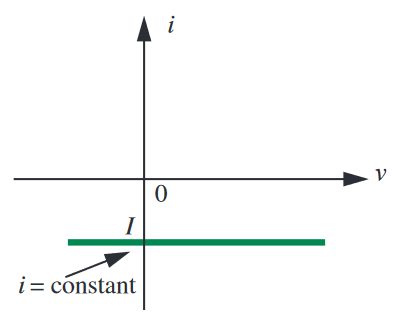 i
v
0
I
i = constant